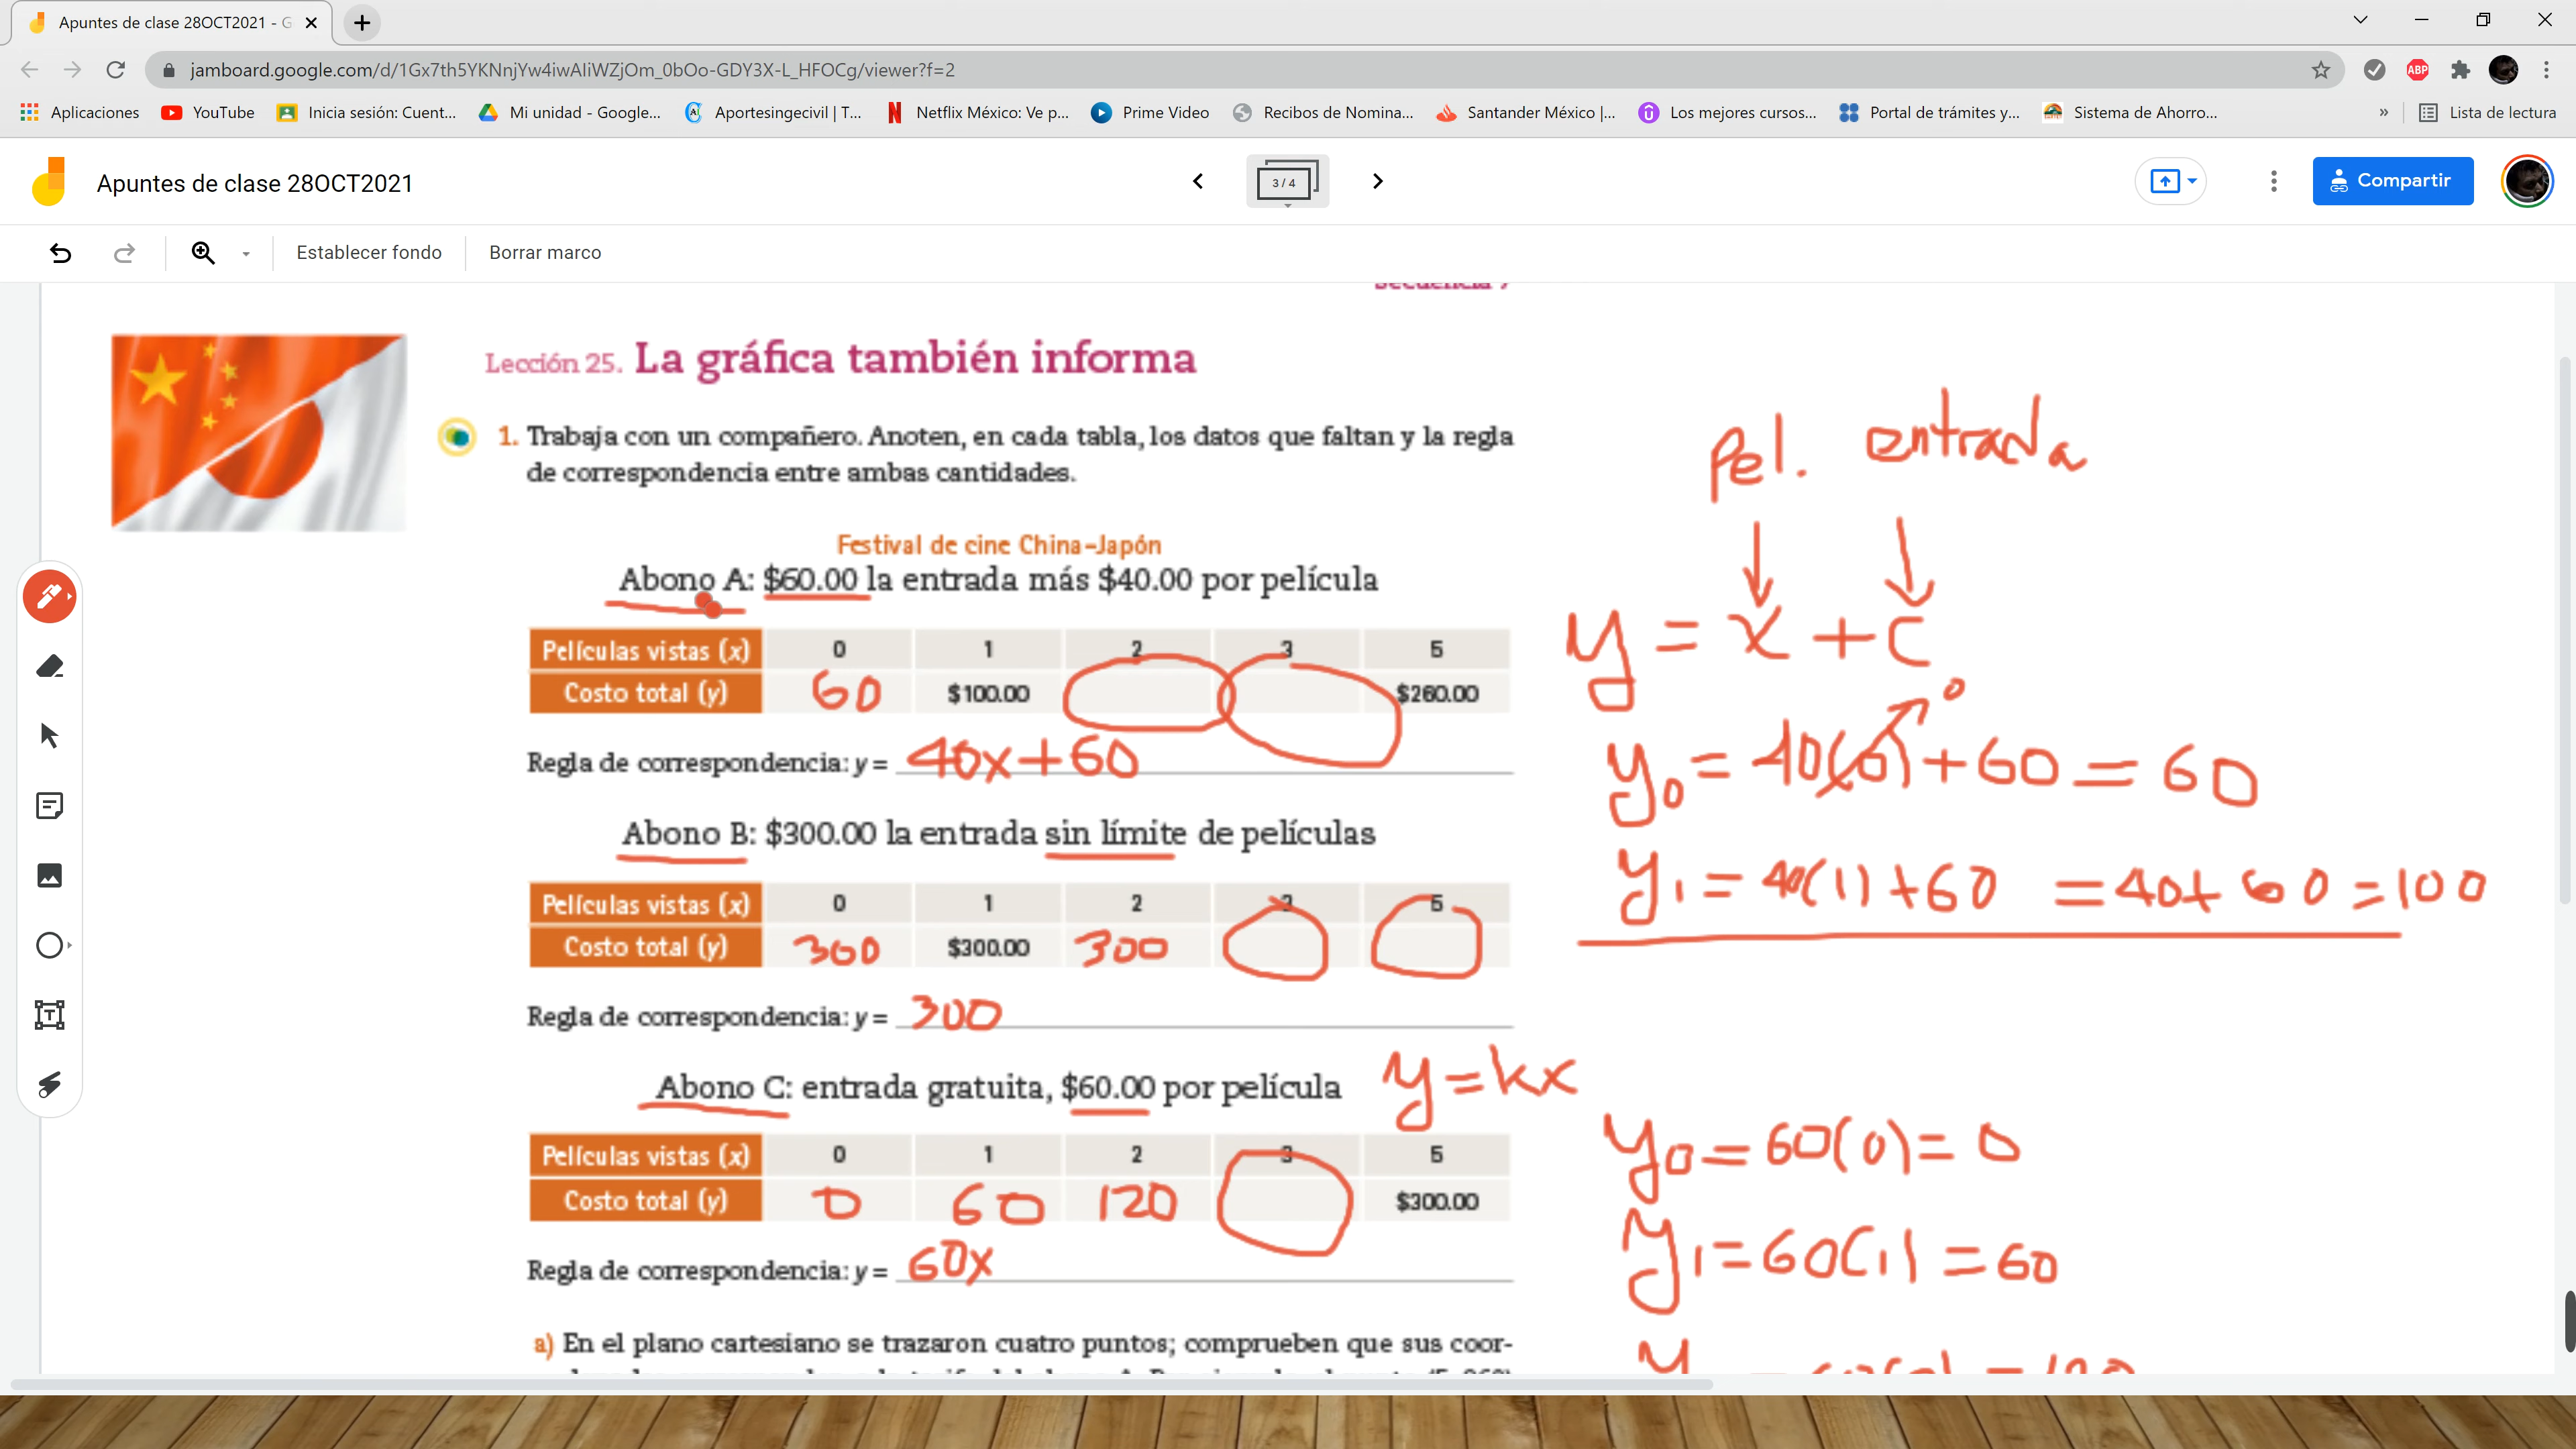 Apuntes de clase 28OCT2021 - G
jamboard.google.com/d/1Gx7th5YKNnjYw4iwAIiWZjOm_0bOo-GDY3X-L_HFOCg/viewer?f=2
ABP
Aplicaciones YouTube Inicia sesión: Cuent... Mi unidad - Google... Aportesingecivil | T... Netflix México: Ve p... Prime Video Recibos de Nomina... Santander México |... Los mejores cursos... Portal de trámites y... Sistema de Ahorro... » Lista de lectura
Apuntes de clase 28OCT2021
3 / 4
Compartir
Establecer fondo Borrar marco
Secuencia 7
Lección 25. La gráfica también informa
1. Trabaja con un compañero. Anoten, en cada tabla, los datos que faltan y la regla
de correspondencia entre ambas cantidades.
Festival de cine China–Japón
Abono A: $60.00 la entrada más $40.00 por película
Películas vistas (x) 0 1 2 3 5
Costo total (y) 60 $100.00 $260.00
Regla de correspondencia: y = 40x+60
Abono B: $300.00 la entrada sin límite de películas
Películas vistas (x) 0 1 2 3 5
Costo total (y) 300 $300.00 300
Regla de correspondencia: y = 300
Abono C: entrada gratuita, $60.00 por película
y=kx
Películas vistas (x) 0 1 2 3 5
Costo total (y) 0 60 120 $300.00
Regla de correspondencia: y = 60x
a) En el plano cartesiano se trazaron cuatro puntos; comprueben que sus coor-
pel. entrada
y = x + c
0
y0 = 40(0)+60 = 60
y1 = 40(1)+60 = 40+60 = 100
y0 = 60(0) = 0
y1 = 60(1) = 60